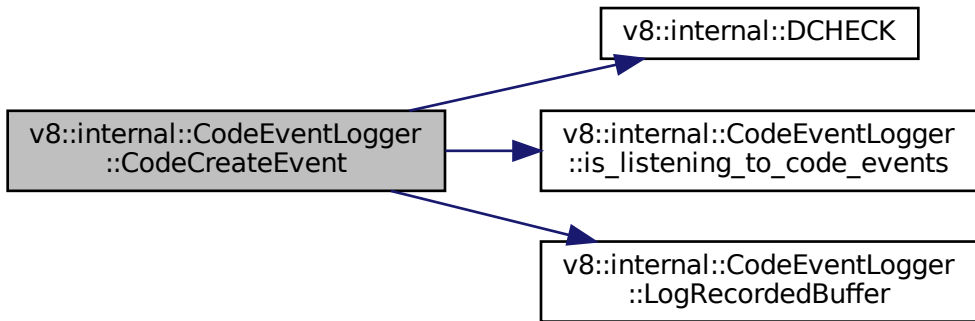 v8::internal::DCHECK
v8::internal::CodeEventLogger
::CodeCreateEvent
v8::internal::CodeEventLogger
::is_listening_to_code_events
v8::internal::CodeEventLogger
::LogRecordedBuffer